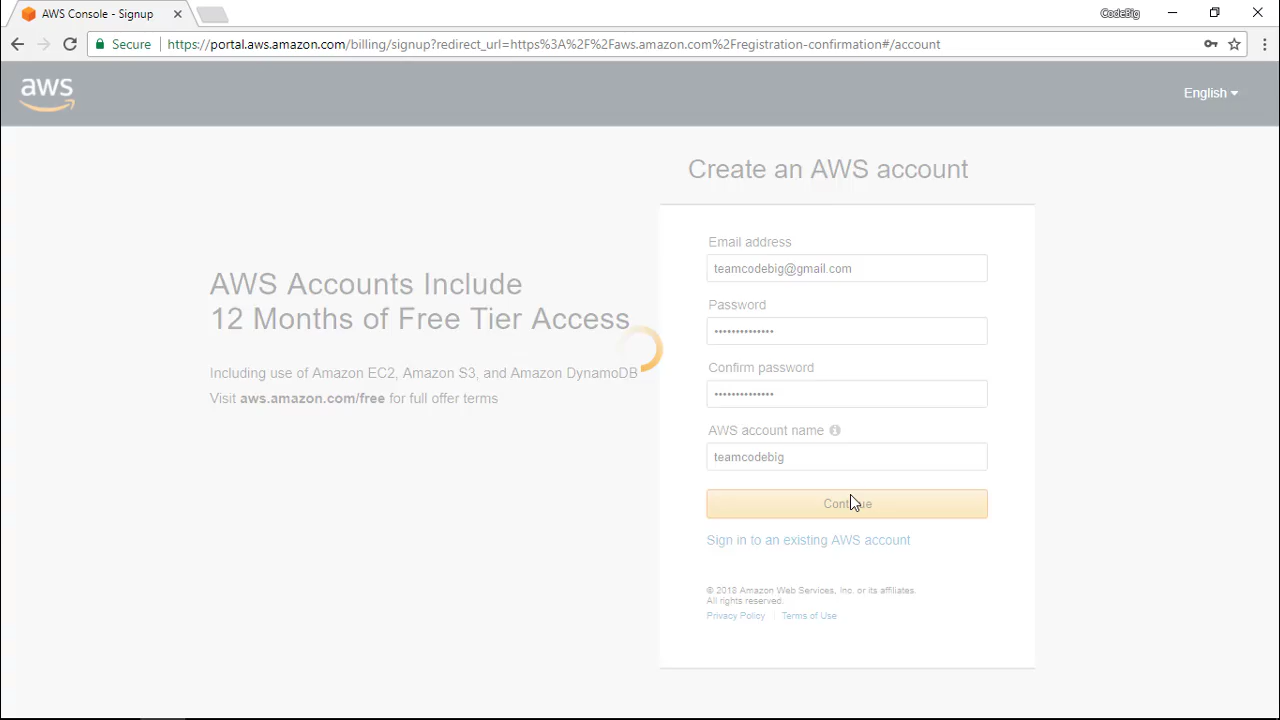 AWS Console - Signup
CodeBig
Secure
https://portal.aws.amazon.com/billing/signup?redirect_url=https%3A%2F%2Faws.amazon.com%2Fregistration-confirmation#/account
aws
English
Create an AWS account
AWS Accounts Include
12 Months of Free Tier Access
Including use of Amazon EC2, Amazon S3, and Amazon DynamoDB
Visit aws.amazon.com/free for full offer terms
Email address
teamcodebig@gmail.com
Password
••••••••••••••
Confirm password
••••••••••••••
AWS account name
teamcodebig
Continue
Sign in to an existing AWS account
© 2018 Amazon Web Services, Inc. or its affiliates.
All rights reserved.
Privacy Policy | Terms of Use